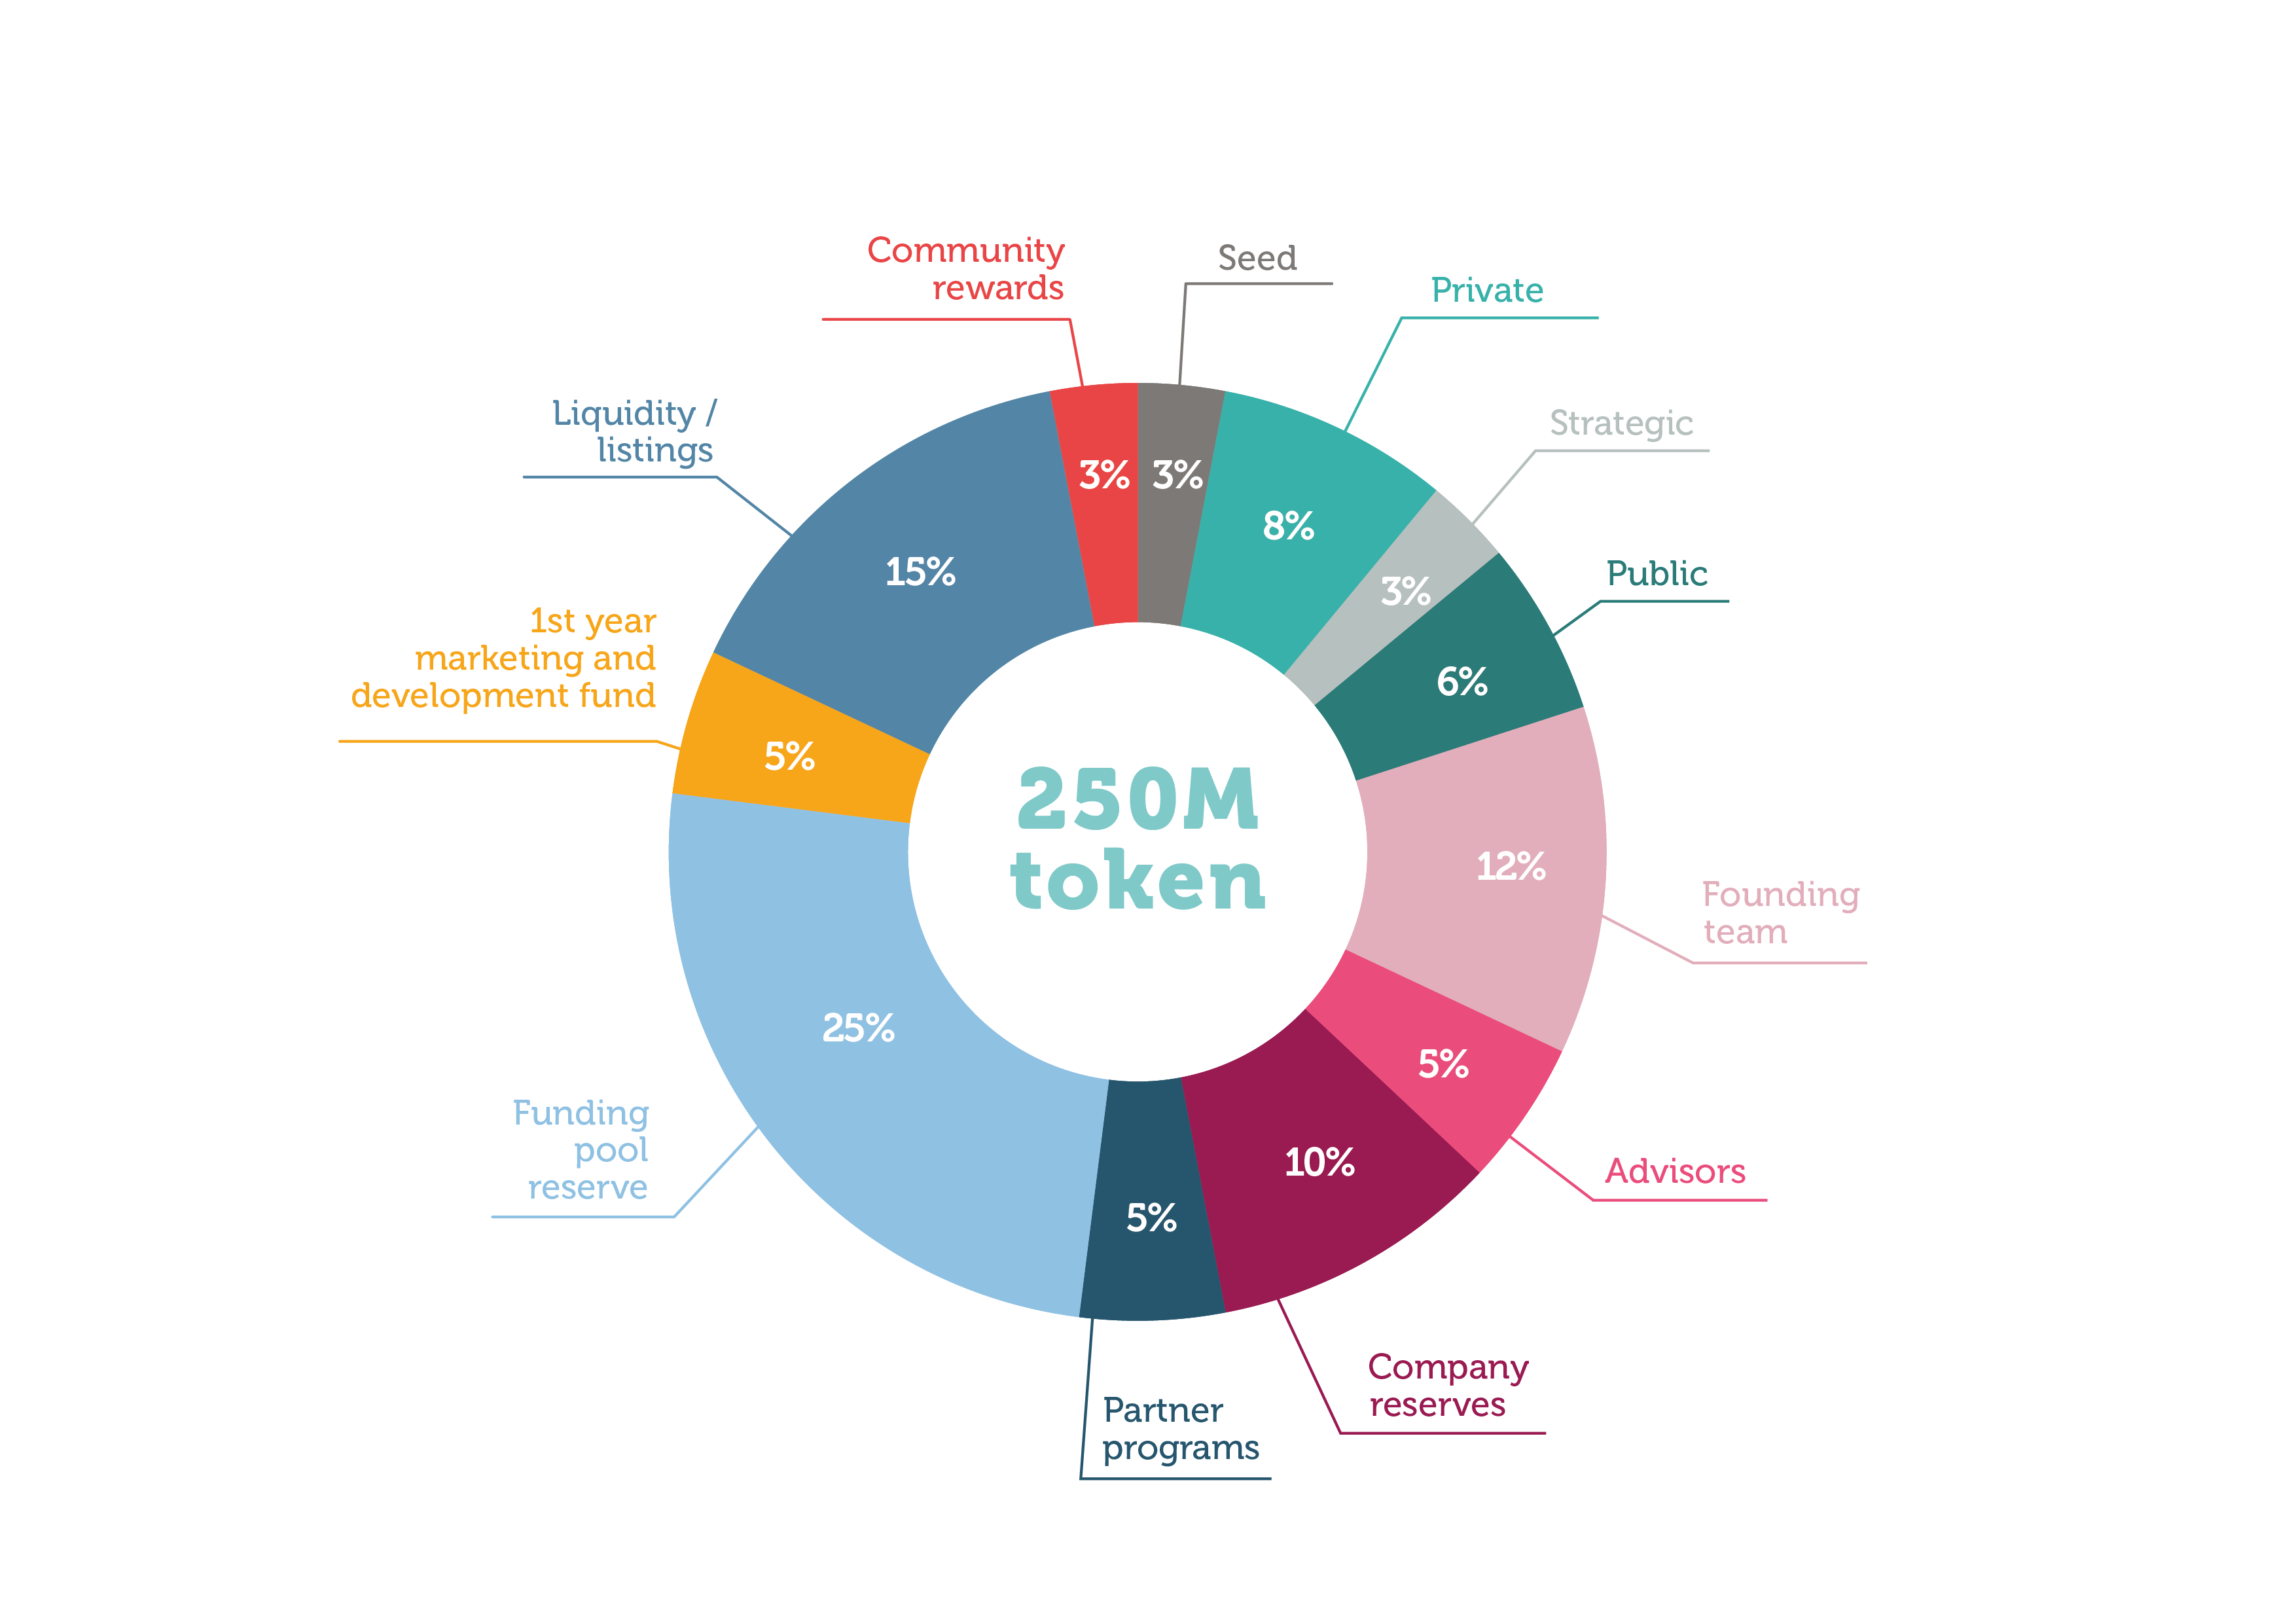 Community
rewards
Seed
Private
Strategic
Public
Founding
team
Advisors
Company
reserves
Partner
programs
Funding
pool
reserve
1st year
marketing and
development fund
Liquidity /
listings
3%
3%
8%
3%
6%
12%
5%
10%
5%
25%
5%
15%
250M
token